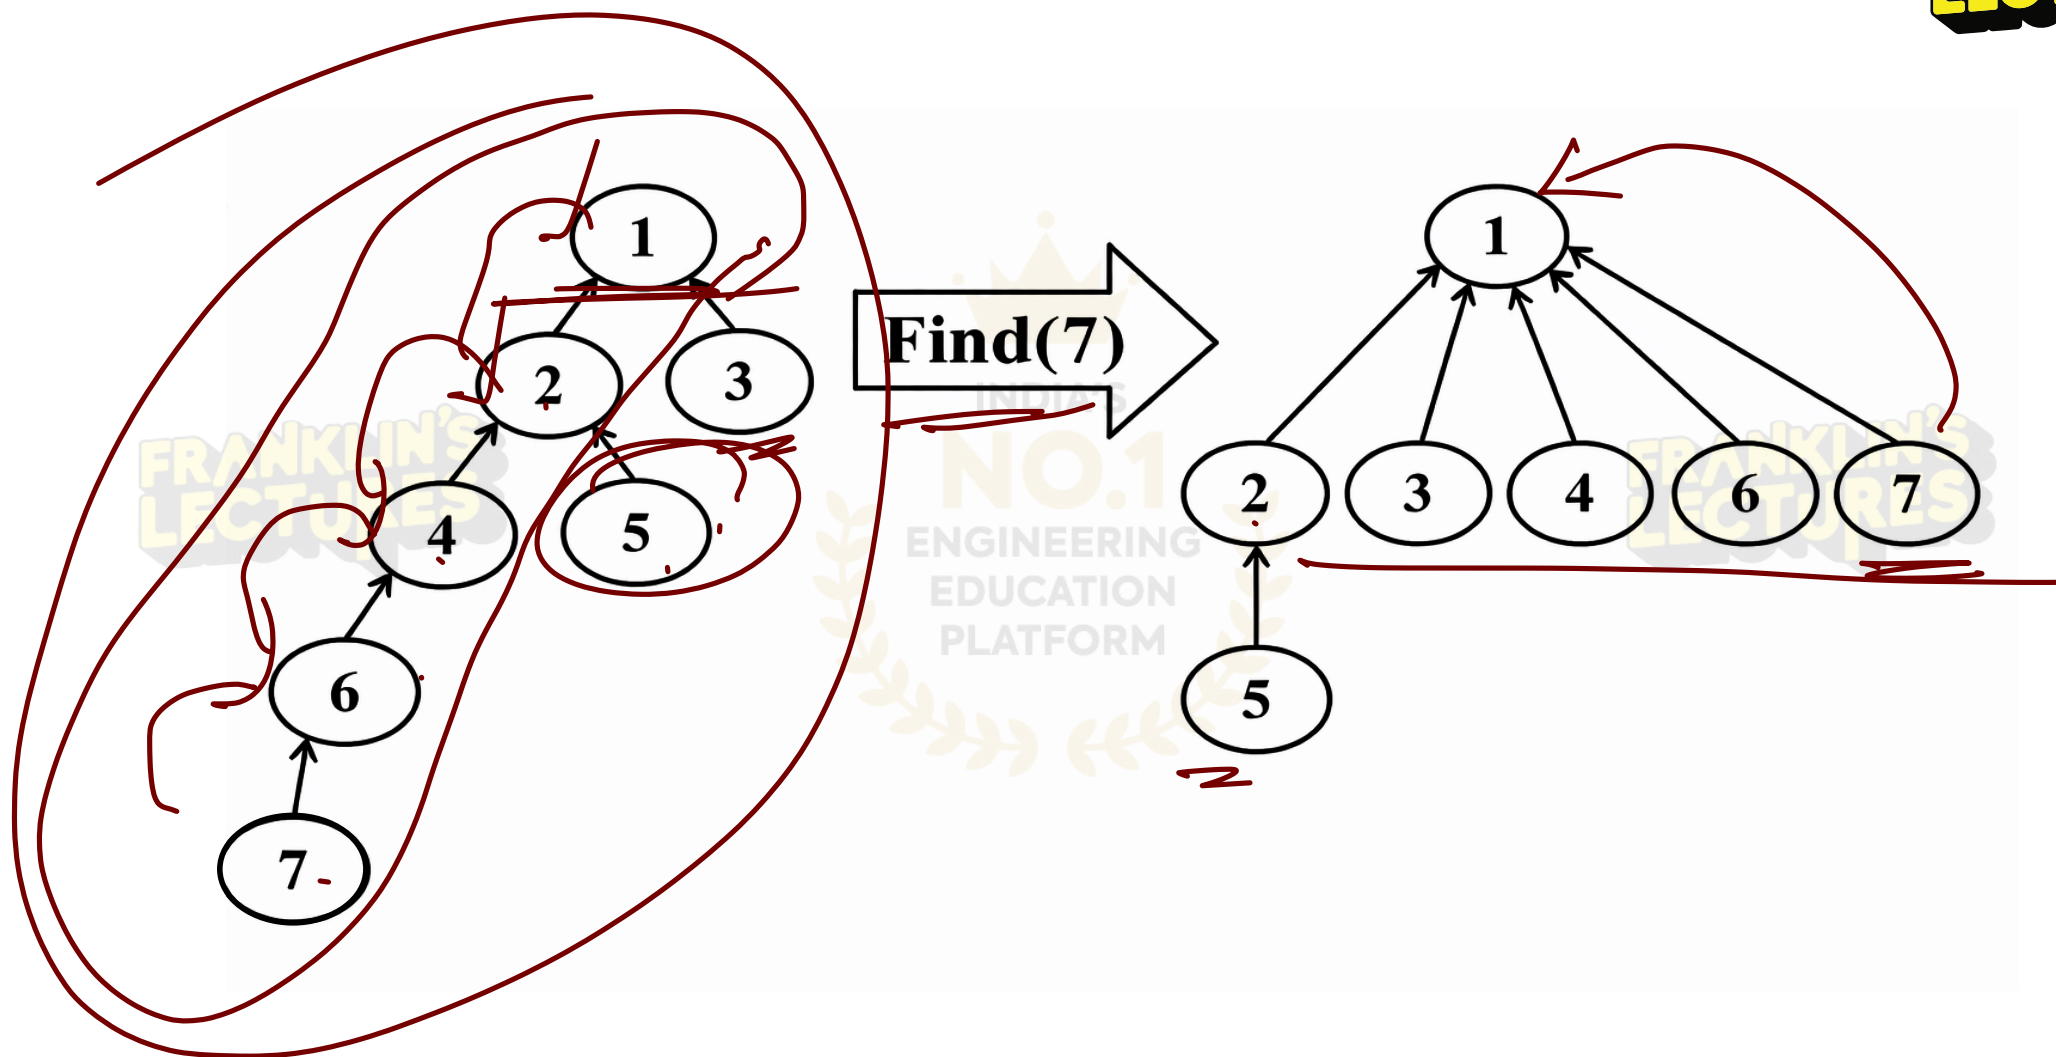 1
2
3
4
5
6
7
Find(7)
1
2
3
4
6
7
5
FRANKLIN'S
LECTURES
INDIA'S
NO.1
ENGINEERING
EDUCATION
PLATFORM
FRANKLIN'S
LECTURES